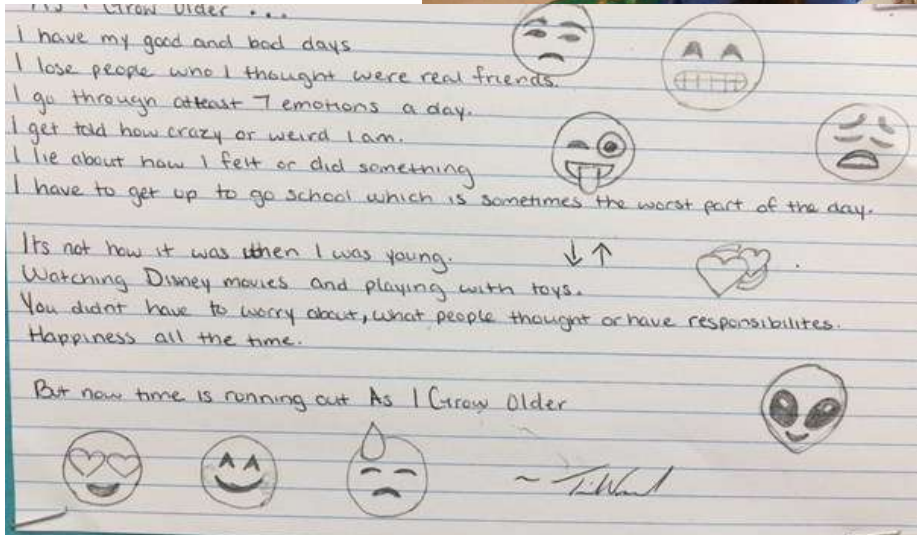 As I Grow Older ...
I have my good and bad days
I lose people who I thought were real friends.
I go through atleast 7 emotions a day.
I get told how crazy or weird I am.
I lie about how I felt or did something
I have to get up to go school which is sometimes the worst part of the day.
Its not how it was when I was young.
Watching Disney movies and playing with toys.
You didnt have to worry about, what people thought or have responsibilites.
Happiness all the time.
But now time is running out As I Grow Older
~